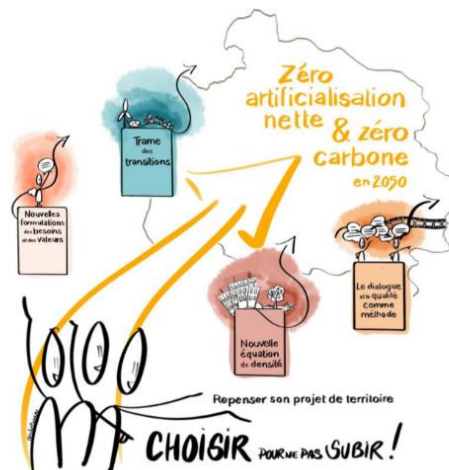 Zéro
artificialisation
nette & zéro
carbone
en 2050
Trame
des
transitions
Nouvelles
formulations
des besoins
et des valeurs
Le dialogue
et la qualité
comme
méthode
Nouvelle
équation
de densité
Repenser son projet de territoire
CHOISIR POUR NE PAS SUBIR !